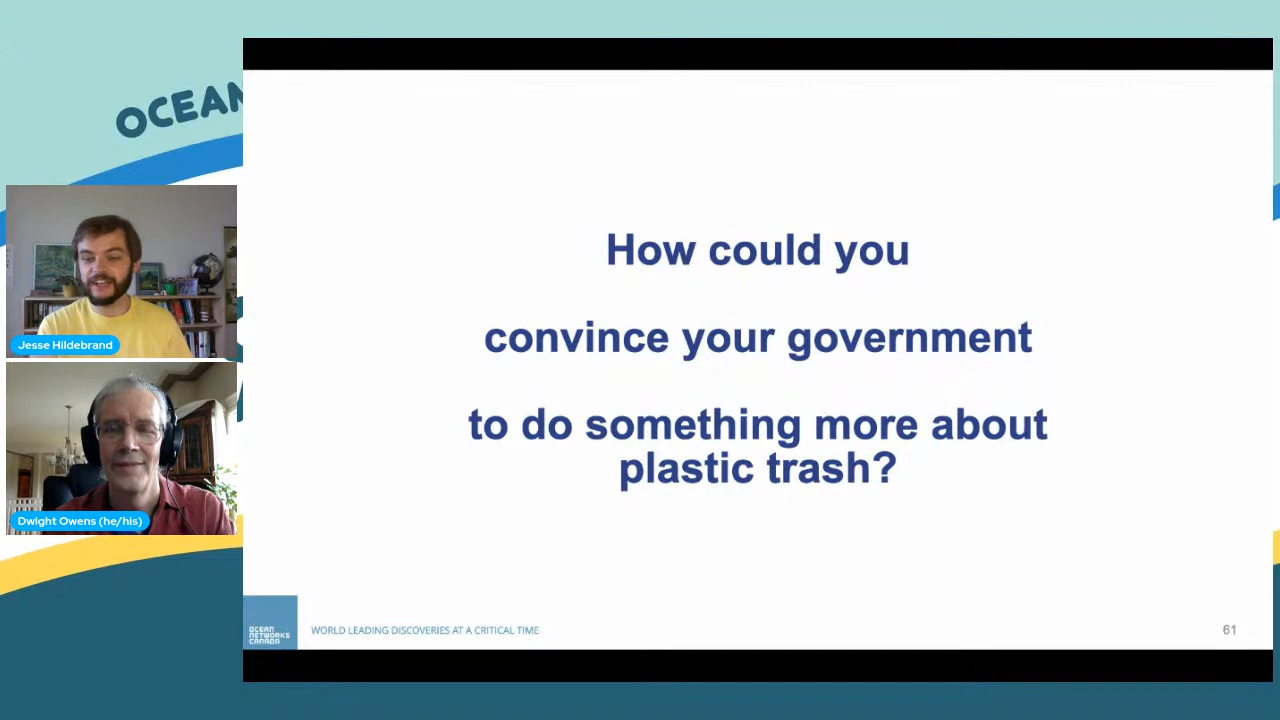 OCEAN
Jesse Hildebrand
Dwight Owens (he/his)
How could you
convince your government
to do something more about
plastic trash?
OCEAN
NETWORKS
CANADA
WORLD LEADING DISCOVERIES AT A CRITICAL TIME
61